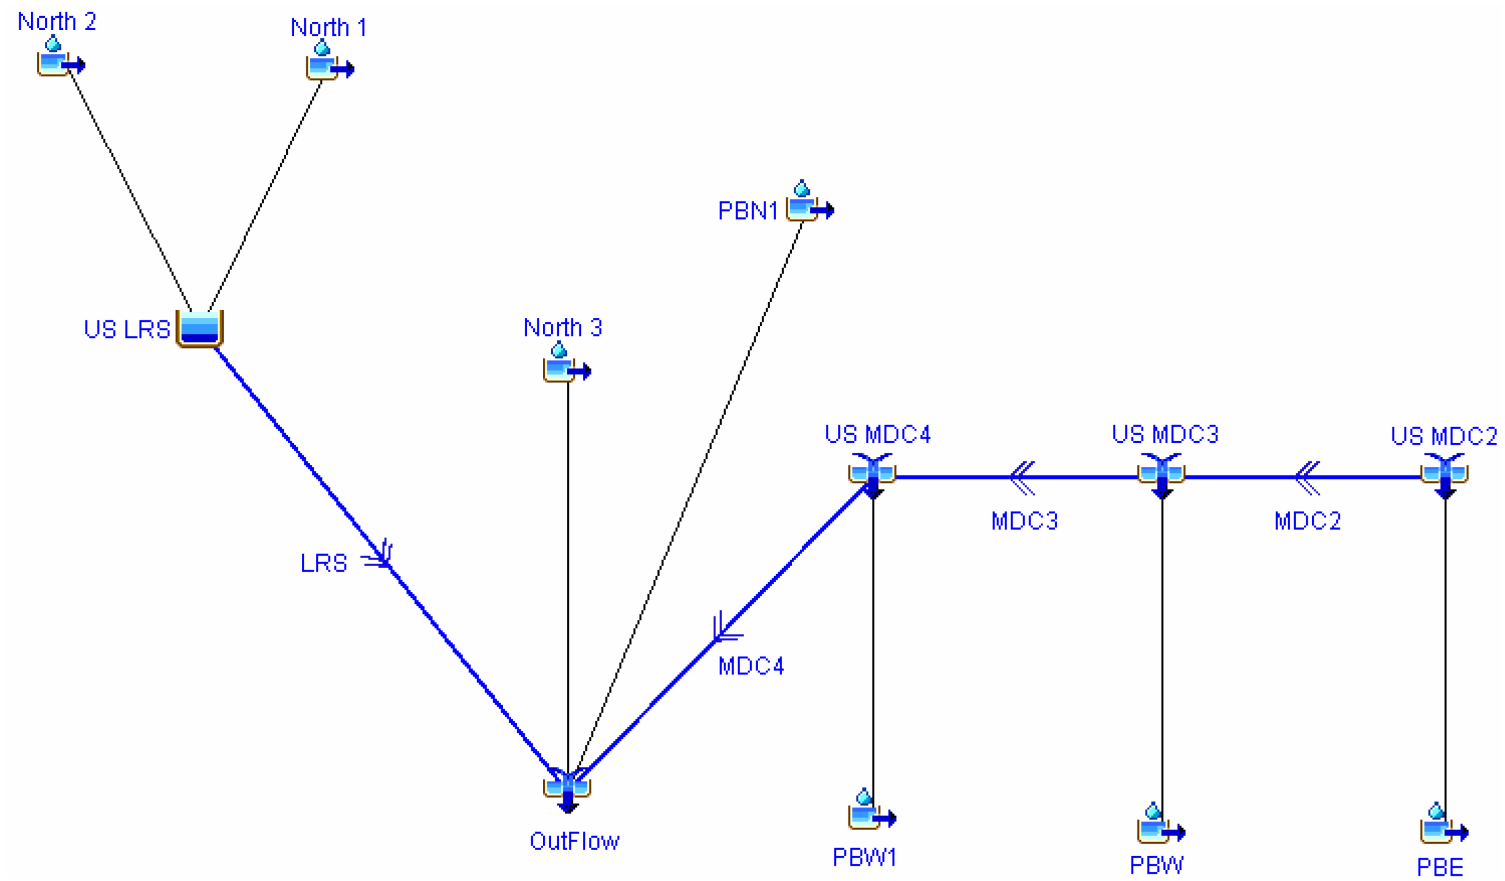 North 2
North 1
PBN1
US LRS
North 3
US MDC4
US MDC3
US MDC2
MDC3
MDC2
LRS
MDC4
OutFlow
PBW1
PBW
PBE